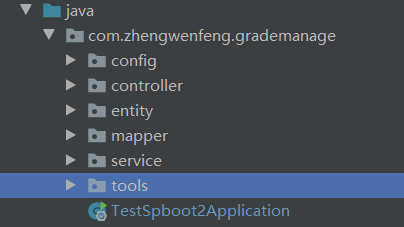 java
com.zhengwenfeng.grademanage
config
controller
entity
mapper
service
tools
TestSpboot2Application